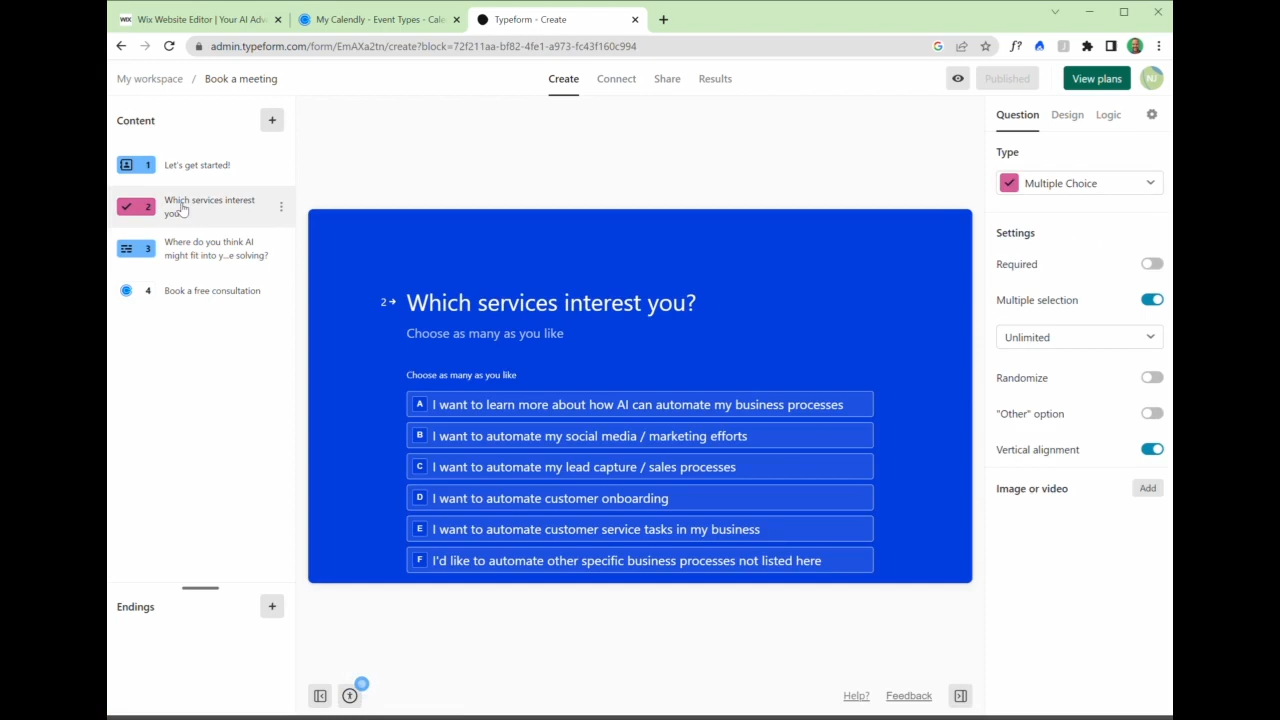 WIX Wix Website Editor | Your AI Adv
My Calendly - Event Types - Cale
Typeform - Create
admin.typeform.com/form/EmAXa2tn/create?block=72f211aa-bf82-4fe1-a973-fc43f160c994
f?
My workspace / Book a meeting
Create
Connect
Share
Results
Published
View plans
NJ
Content
1 Let's get started!
2 Which services interest
you?
3 Where do you think AI
might fit into y...e solving?
4 Book a free consultation
Endings
2 Which services interest you?
Choose as many as you like
Choose as many as you like
A I want to learn more about how AI can automate my business processes
B I want to automate my social media / marketing efforts
C I want to automate my lead capture / sales processes
D I want to automate customer onboarding
E I want to automate customer service tasks in my business
F I'd like to automate other specific business processes not listed here
Help?
Feedback
Question
Design
Logic
Type
Multiple Choice
Settings
Required
Multiple selection
Unlimited
Randomize
"Other" option
Vertical alignment
Image or video
Add